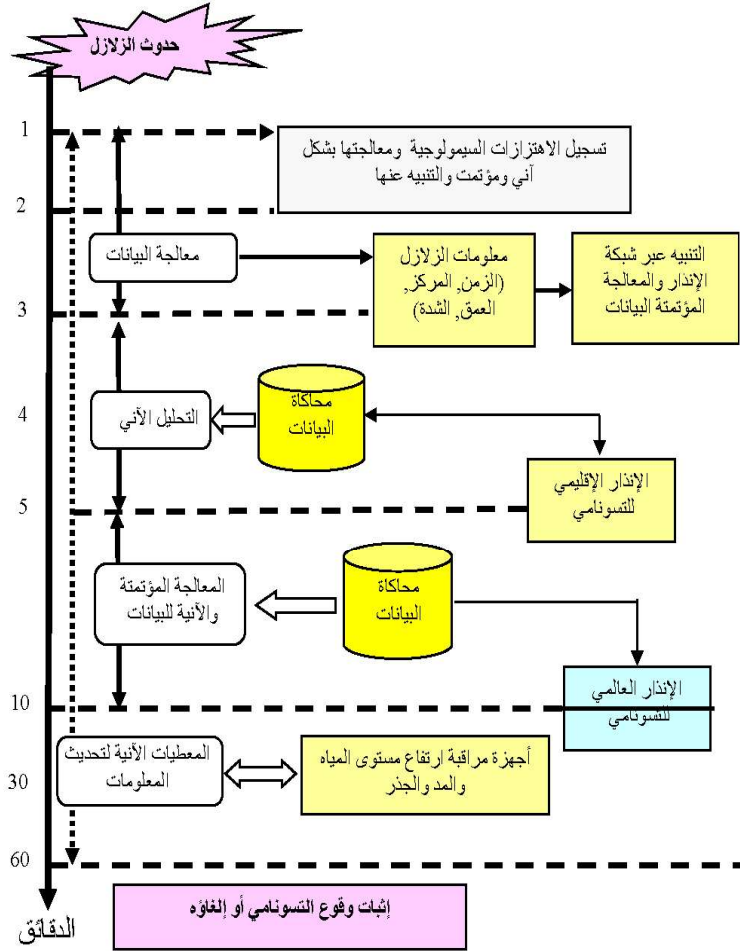 حدوث الزلازل
1
تسجيل الاهتزازات السيمولوجية ومعالجتها بشكل
آني ومؤتمت والتنبيه عنها
2
معالجة البيانات
معلومات الزلازل
(الزمن, المركز,
العمق, الشدة)
التنبيه عبر شبكة
الإنذار والمعالجة
المؤتمتة البيانات
3
محاكاة
البيانات
التحليل الآني
4
الإنذار الإقليمي
للتسونامي
5
محاكاة
البيانات
المعالجة المؤتمتة
والآنية للبيانات
الإنذار العالمي
للتسونامي
10
المعطيات الآنية لتحديث
المعلومات
أجهزة مراقبة ارتفاع مستوى المياه
والمد والجذر
30
60
إثبات وقوع التسونامي أو إلغاؤه
الدقائق